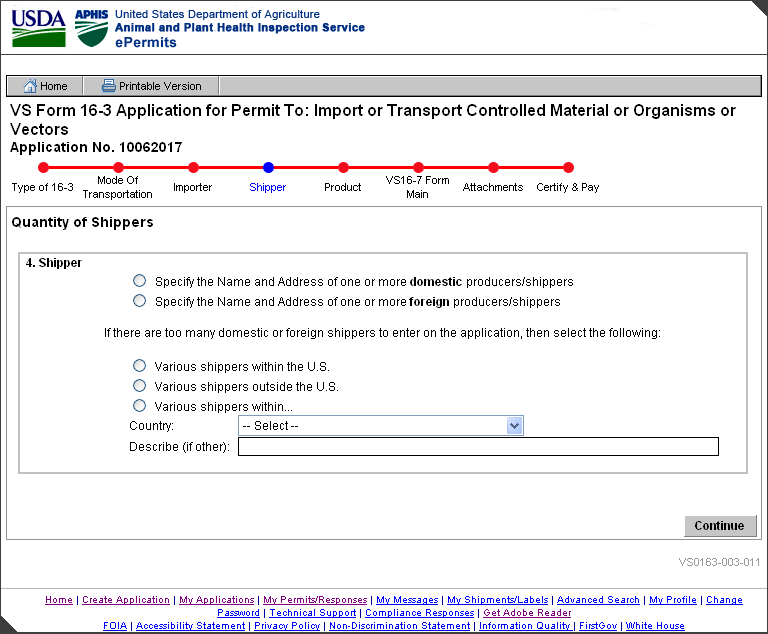 USDA
APHIS
United States Department of Agriculture
Animal and Plant Health Inspection Service
ePermits
Home
Printable Version
VS Form 16-3 Application for Permit To: Import or Transport Controlled Material or Organisms or
Vectors
Application No. 10062017
Type of 16-3
Mode Of
Transportation
Importer
Shipper
Product
VS16-7 Form
Main
Attachments
Certify & Pay
Quantity of Shippers
4. Shipper
Specify the Name and Address of one or more domestic producers/shippers
Specify the Name and Address of one or more foreign producers/shippers
If there are too many domestic or foreign shippers to enter on the application, then select the following:
Various shippers within the U.S.
Various shippers outside the U.S.
Various shippers within...
Country: -- Select --
Describe (if other):
Continue
VS0163-003-011
Home | Create Application | My Applications | My Permits/Responses | My Messages | My Shipments/Labels | Advanced Search | My Profile | Change
Password | Technical Support | Compliance Responses | Get Adobe Reader
FOIA | Accessibility Statement | Privacy Policy | Non-Discrimination Statement | Information Quality | FirstGov | White House